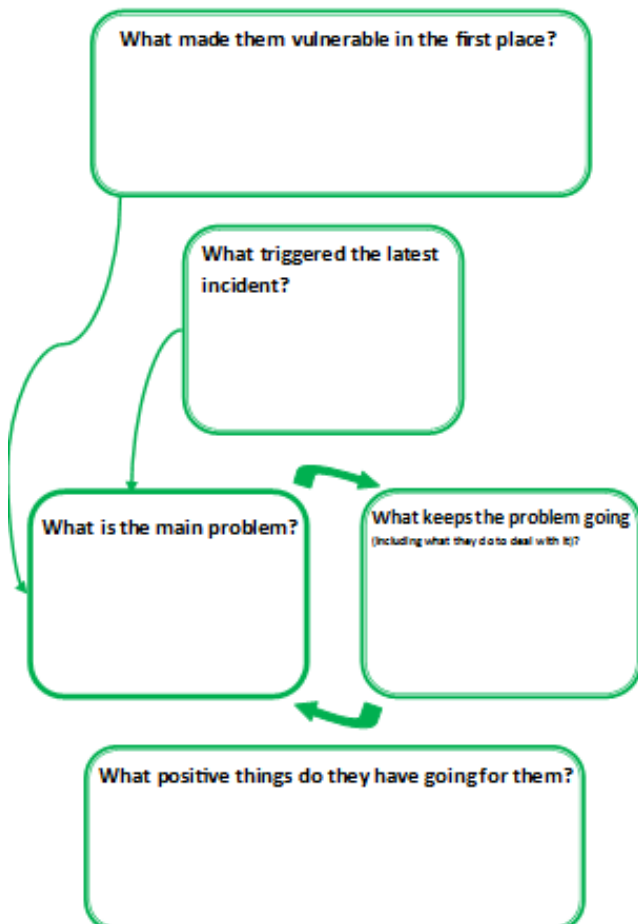 What made them vulnerable in the first place?
What triggered the latest
incident?
What is the main problem?
What keeps the problem going
(including what they do to deal with it)?
What positive things do they have going for them?